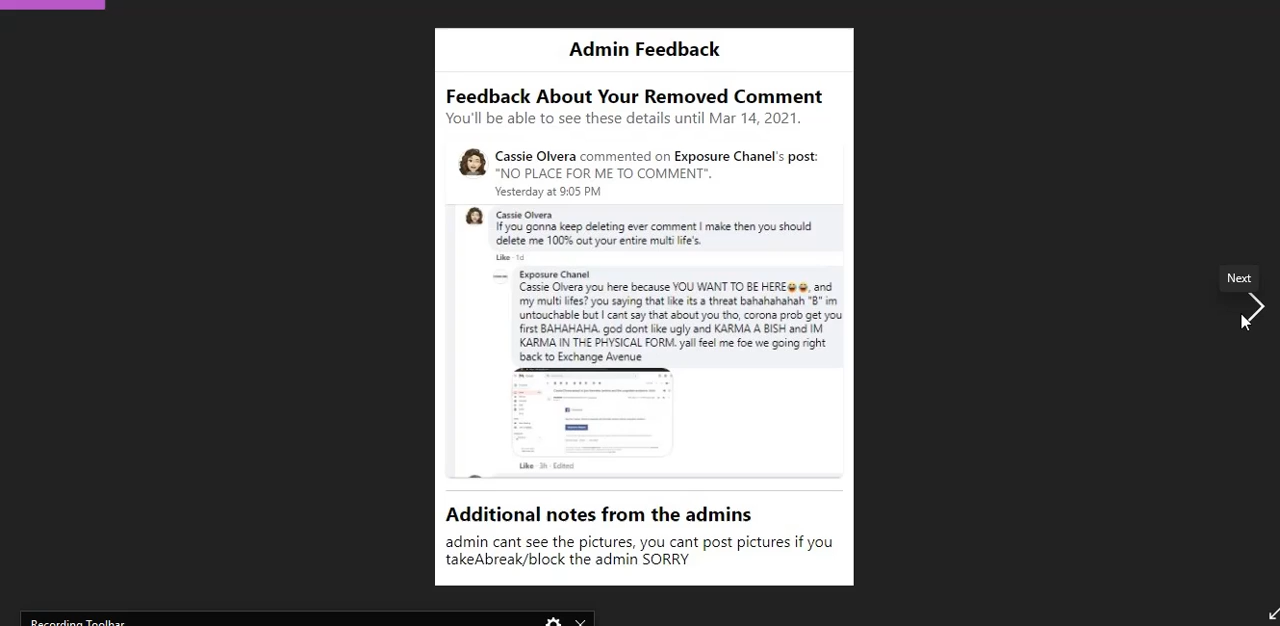 Admin Feedback
Feedback About Your Removed Comment
You'll be able to see these details until Mar 14, 2021.
Cassie Olvera commented on Exposure Chanel's post:
"NO PLACE FOR ME TO COMMENT".
Yesterday at 9:05 PM
Cassie Olvera
If you gonna keep deleting ever comment I make then you should
delete me 100% out your entire multi life's.
Like · 1d
Exposure Chanel
Cassie Olvera you here because YOU WANT TO BE HERE😂😂, and
my multi lifes? you saying that like its a threat bahahahahah "B" im
untouchable but I cant say that about you tho, corona prob get you
first BAHAHAHA. god dont like ugly and KARMA A BISH and IM
KARMA IN THE PHYSICAL FORM. yall feel me foe we going right
back to Exchange Avenue
Like · 3h · Edited
Additional notes from the admins
admin cant see the pictures, you cant post pictures if you
takeAbreak/block the admin SORRY
Next
Recording Toolbar